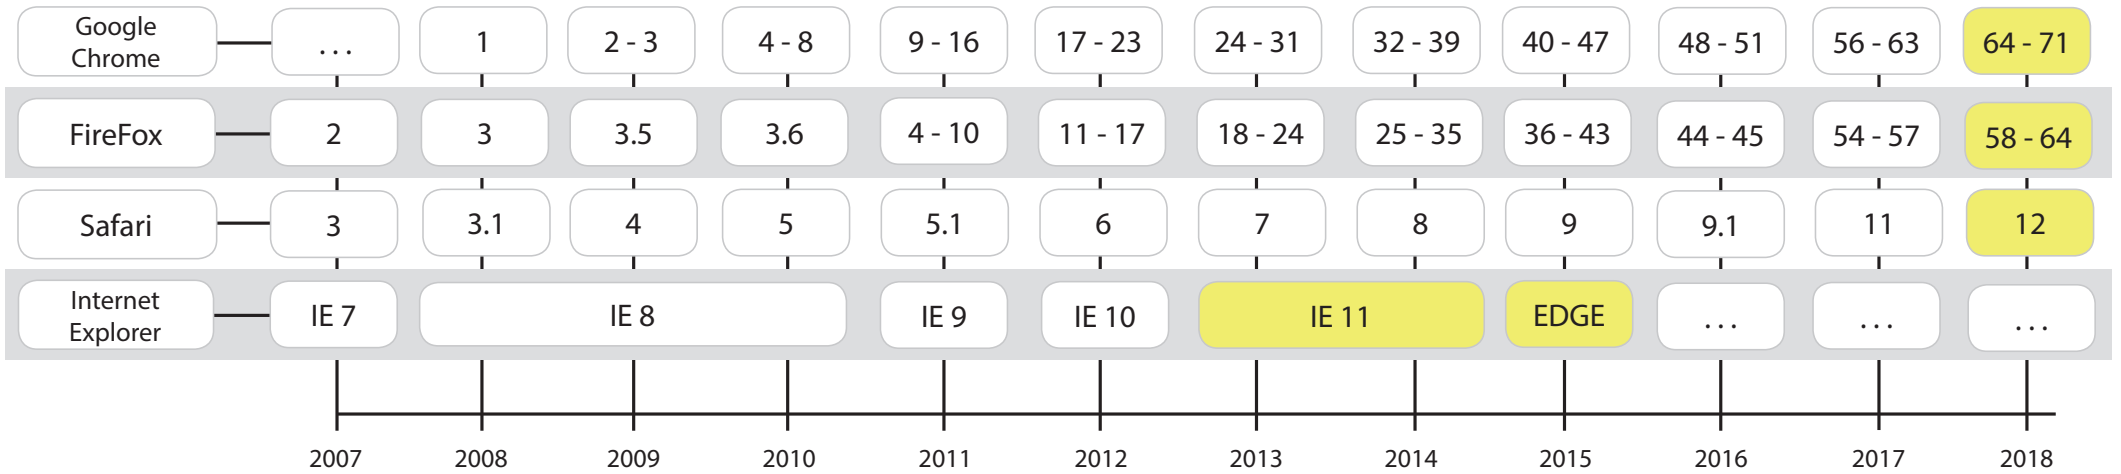 Google
Chrome
... 1 2 - 3 4 - 8 9 - 16 17 - 23 24 - 31 32 - 39 40 - 47 48 - 51 56 - 63 64 - 71
FireFox 2 3 3.5 3.6 4 - 10 11 - 17 18 - 24 25 - 35 36 - 43 44 - 45 54 - 57 58 - 64
Safari 3 3.1 4 5 5.1 6 7 8 9 9.1 11 12
Internet
Explorer
IE 7 IE 8 IE 9 IE 10 IE 11 EDGE ... ... ...
2007 2008 2009 2010 2011 2012 2013 2014 2015 2016 2017 2018